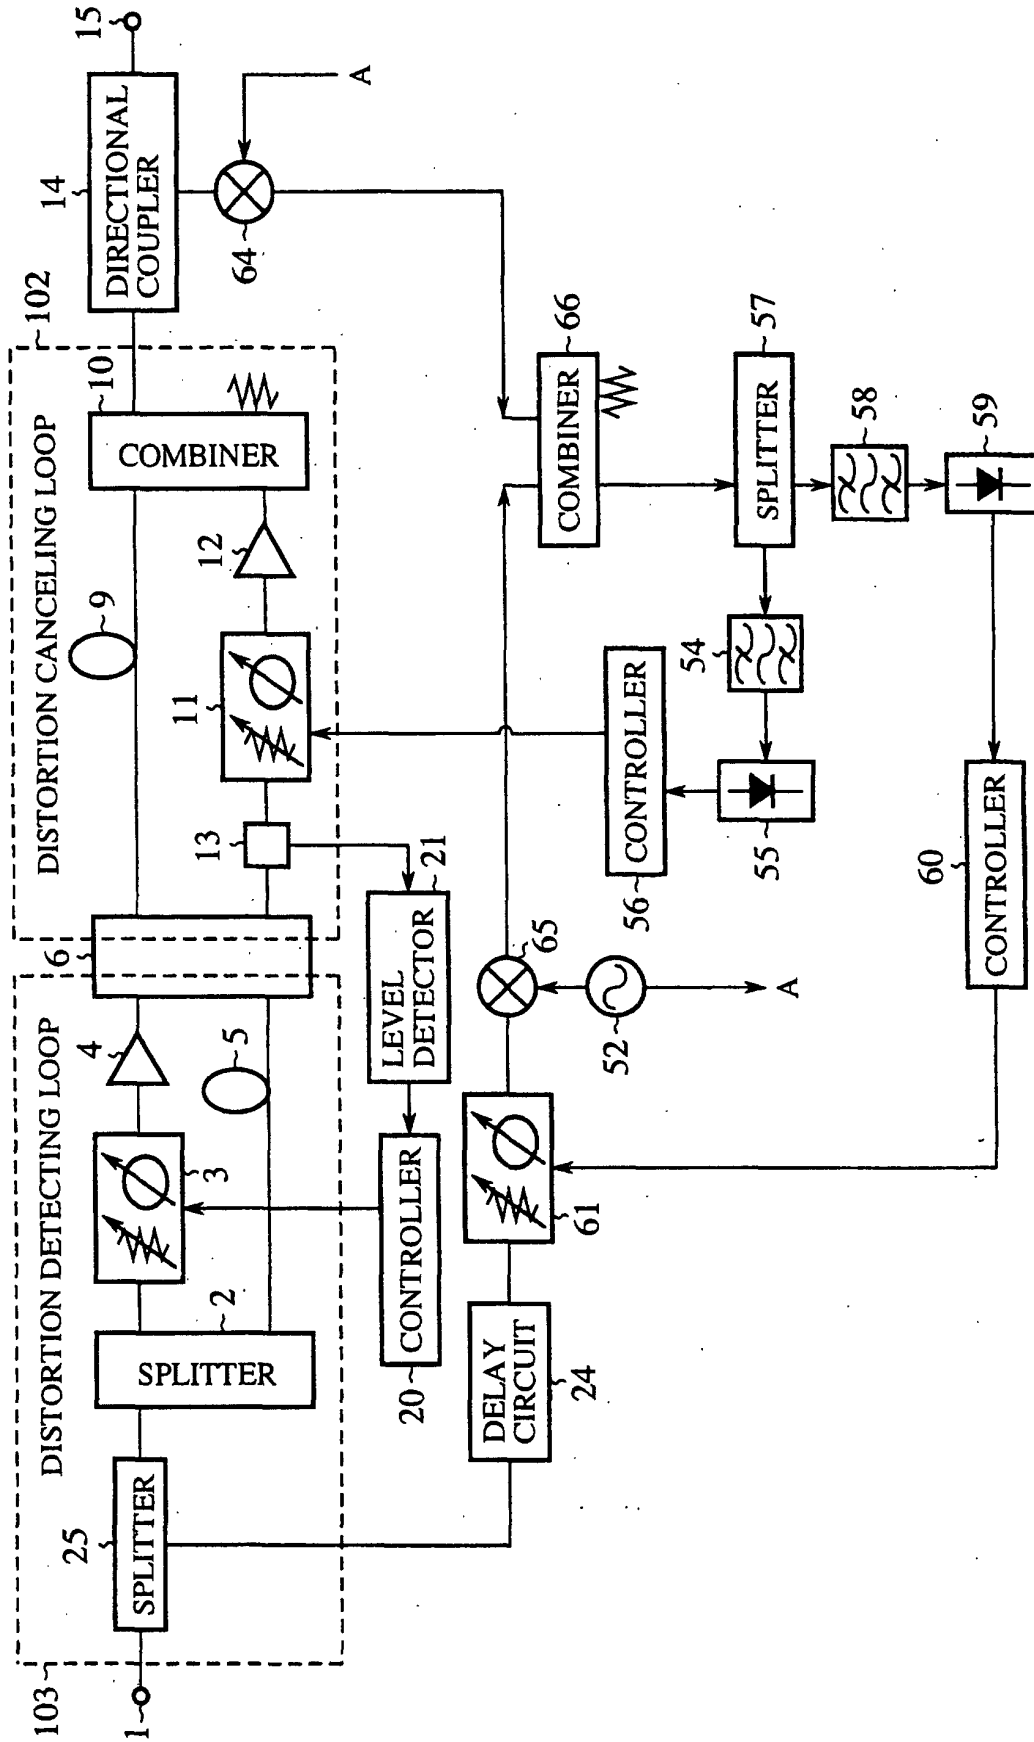 103
DISTORTION DETECTING LOOP
DISTORTION CANCELING LOOP
102
1
25
SPLITTER
SPLITTER
2
3
4
5
6
9
10
COMBINER
11
12
13
14
DIRECTIONAL
COUPLER
15
64
A
20
CONTROLLER
LEVEL
DETECTOR
21
DELAY
CIRCUIT
24
61
65
52
A
56
CONTROLLER
55
54
COMBINER
66
SPLITTER
57
58
59
60
CONTROLLER